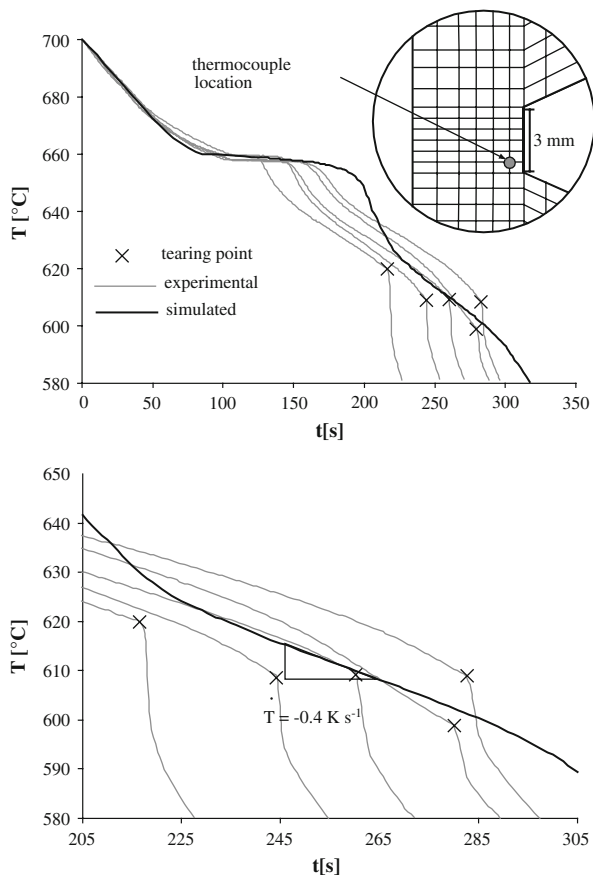 700
680
660
640
620
600
580
T [°C]
thermocouple
location
3 mm
tearing point
experimental
simulated
0 50 100 150 200 250 300 350
t[s]
650
640
630
620
610
600
590
580
T [°C]
Ṫ = -0.4 K s⁻¹
205 225 245 265 285 305
t[s]